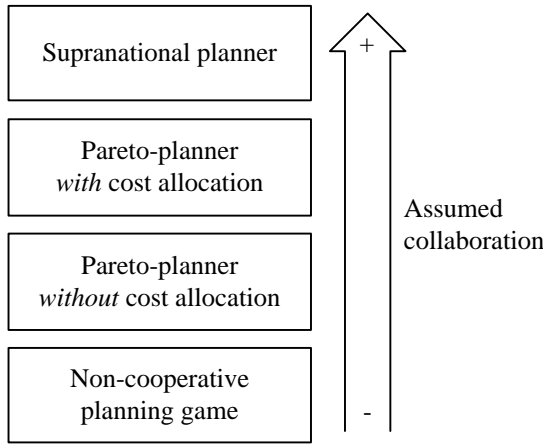 Supranational planner
+
Pareto-planner
with cost allocation
Assumed
collaboration
Pareto-planner
without cost allocation
Non-cooperative
planning game
-